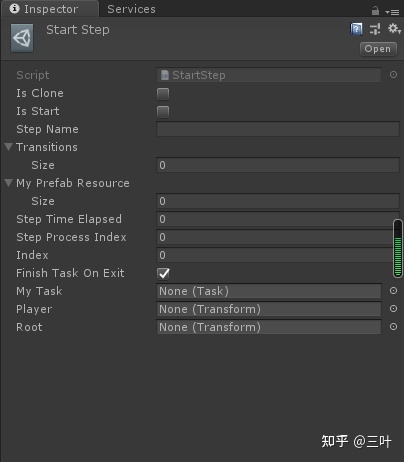 Inspector Services
Start Step
Open
Script StartStep
Is Clone
Is Start
Step Name
Transitions
Size 0
My Prefab Resource
Size 0
Step Time Elapsed 0
Step Process Index 0
Index 0
Finish Task On Exit
My Task None (Task)
Player None (Transform)
Root None (Transform)
知乎 @三叶